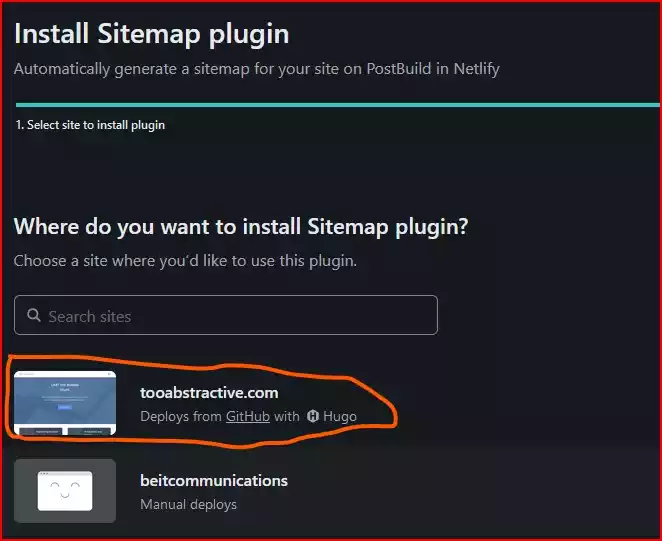 Install Sitemap plugin
Automatically generate a sitemap for your site on PostBuild in Netlify
1. Select site to install plugin
Where do you want to install Sitemap plugin?
Choose a site where you'd like to use this plugin.
Search sites
tooabstractive.com
Deploys from GitHub with Hugo
beitcommunications
Manual deploys